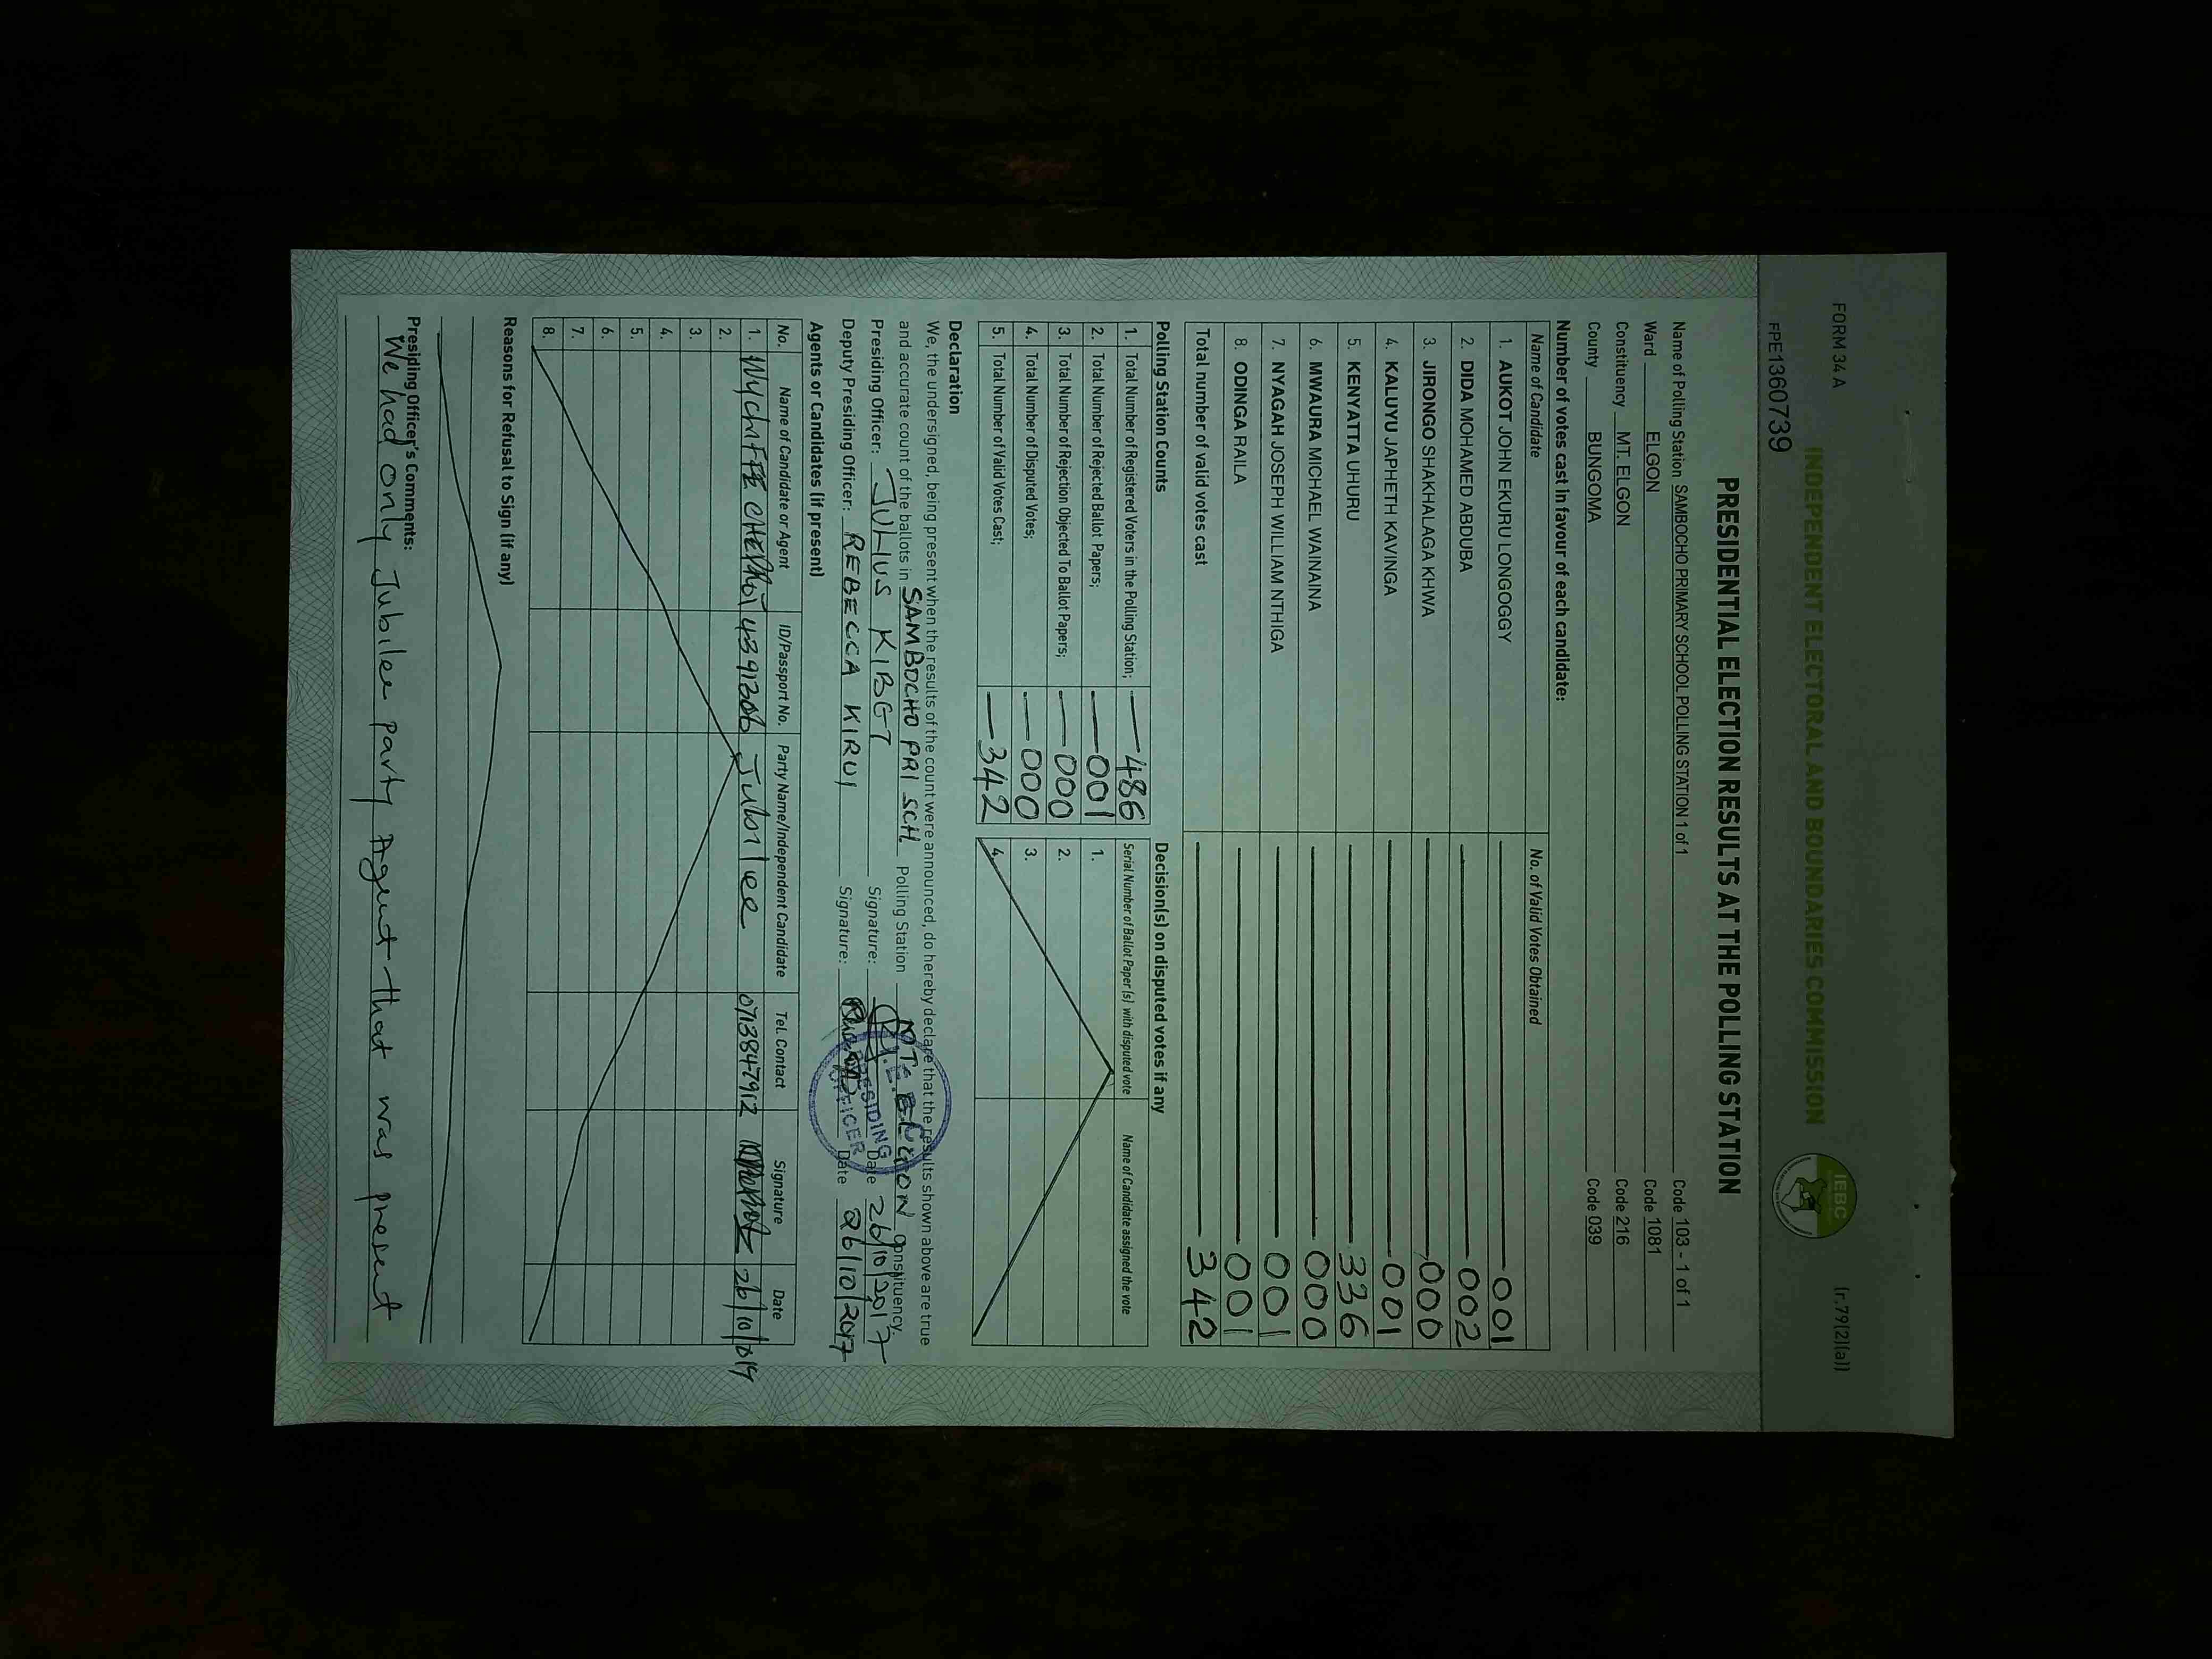 FORM 34 A
(r.79(2)(a))
INDEPENDENT ELECTORAL AND BOUNDARIES COMMISSION
IEBC
FPE1360739
PRESIDENTIAL ELECTION RESULTS AT THE POLLING STATION
Name of Polling Station SAMBOCHO PRIMARY SCHOOL POLLING STATION 1 of 1 Code 103 - 1 of 1
Ward ELGON Code 1081
Constituency MT. ELGON Code 216
County BUNGOMA Code 039
Number of votes cast in favour of each candidate:
Name of Candidate No. of Valid Votes Obtained
1. AUKOT JOHN EKURU LONGOGGY 001
2. DIDA MOHAMED ABDUBA 002
3. JIRONGO SHAKHALAGA KHWA 000
4. KALUYU JAPHETH KAVINGA 001
5. KENYATTA UHURU 336
6. MWAURA MICHAEL WAINAINA 000
7. NYAGAH JOSEPH WILLIAM NTHIGA 001
8. ODINGA RAILA 001
Total number of valid votes cast 342
Polling Station Counts Decision(s) on disputed votes if any
1. Total Number of Registered Voters in the Polling Station; 486
2. Total Number of Rejected Ballot Papers; 001
3. Total Number of Rejection Objected To Ballot Papers; 000
4. Total Number of Disputed Votes; 000
5. Total Number of Valid Votes Cast; 342
Serial Number of Ballot Paper (s) with disputed vote Name of Candidate assigned the vote
1.
2.
3.
4.
Declaration
We, the undersigned, being present when the results of the count were announced, do hereby declare that the results shown above are true
and accurate count of the ballots in SAMBOCHO PRI SCH Polling Station MT. ELGON Constituency.
Presiding Officer: JULIUS KIBET Signature: Date 26/10/2017
Deputy Presiding Officer: REBECCA KIRUI Signature: Date 26/10/2017
PRESIDING OFFICER
Agents or Candidates (if present)
No. Name of Candidate or Agent ID/Passport No. Party Name/Independent Candidate Tel. Contact Signature Date
1. Jubilee 0713847912
2.
3.
4.
5.
6.
7.
8.
Reasons for Refusal to Sign (if any)
Presiding Officer's Comments:
We had only Jubilee party Agent that was present